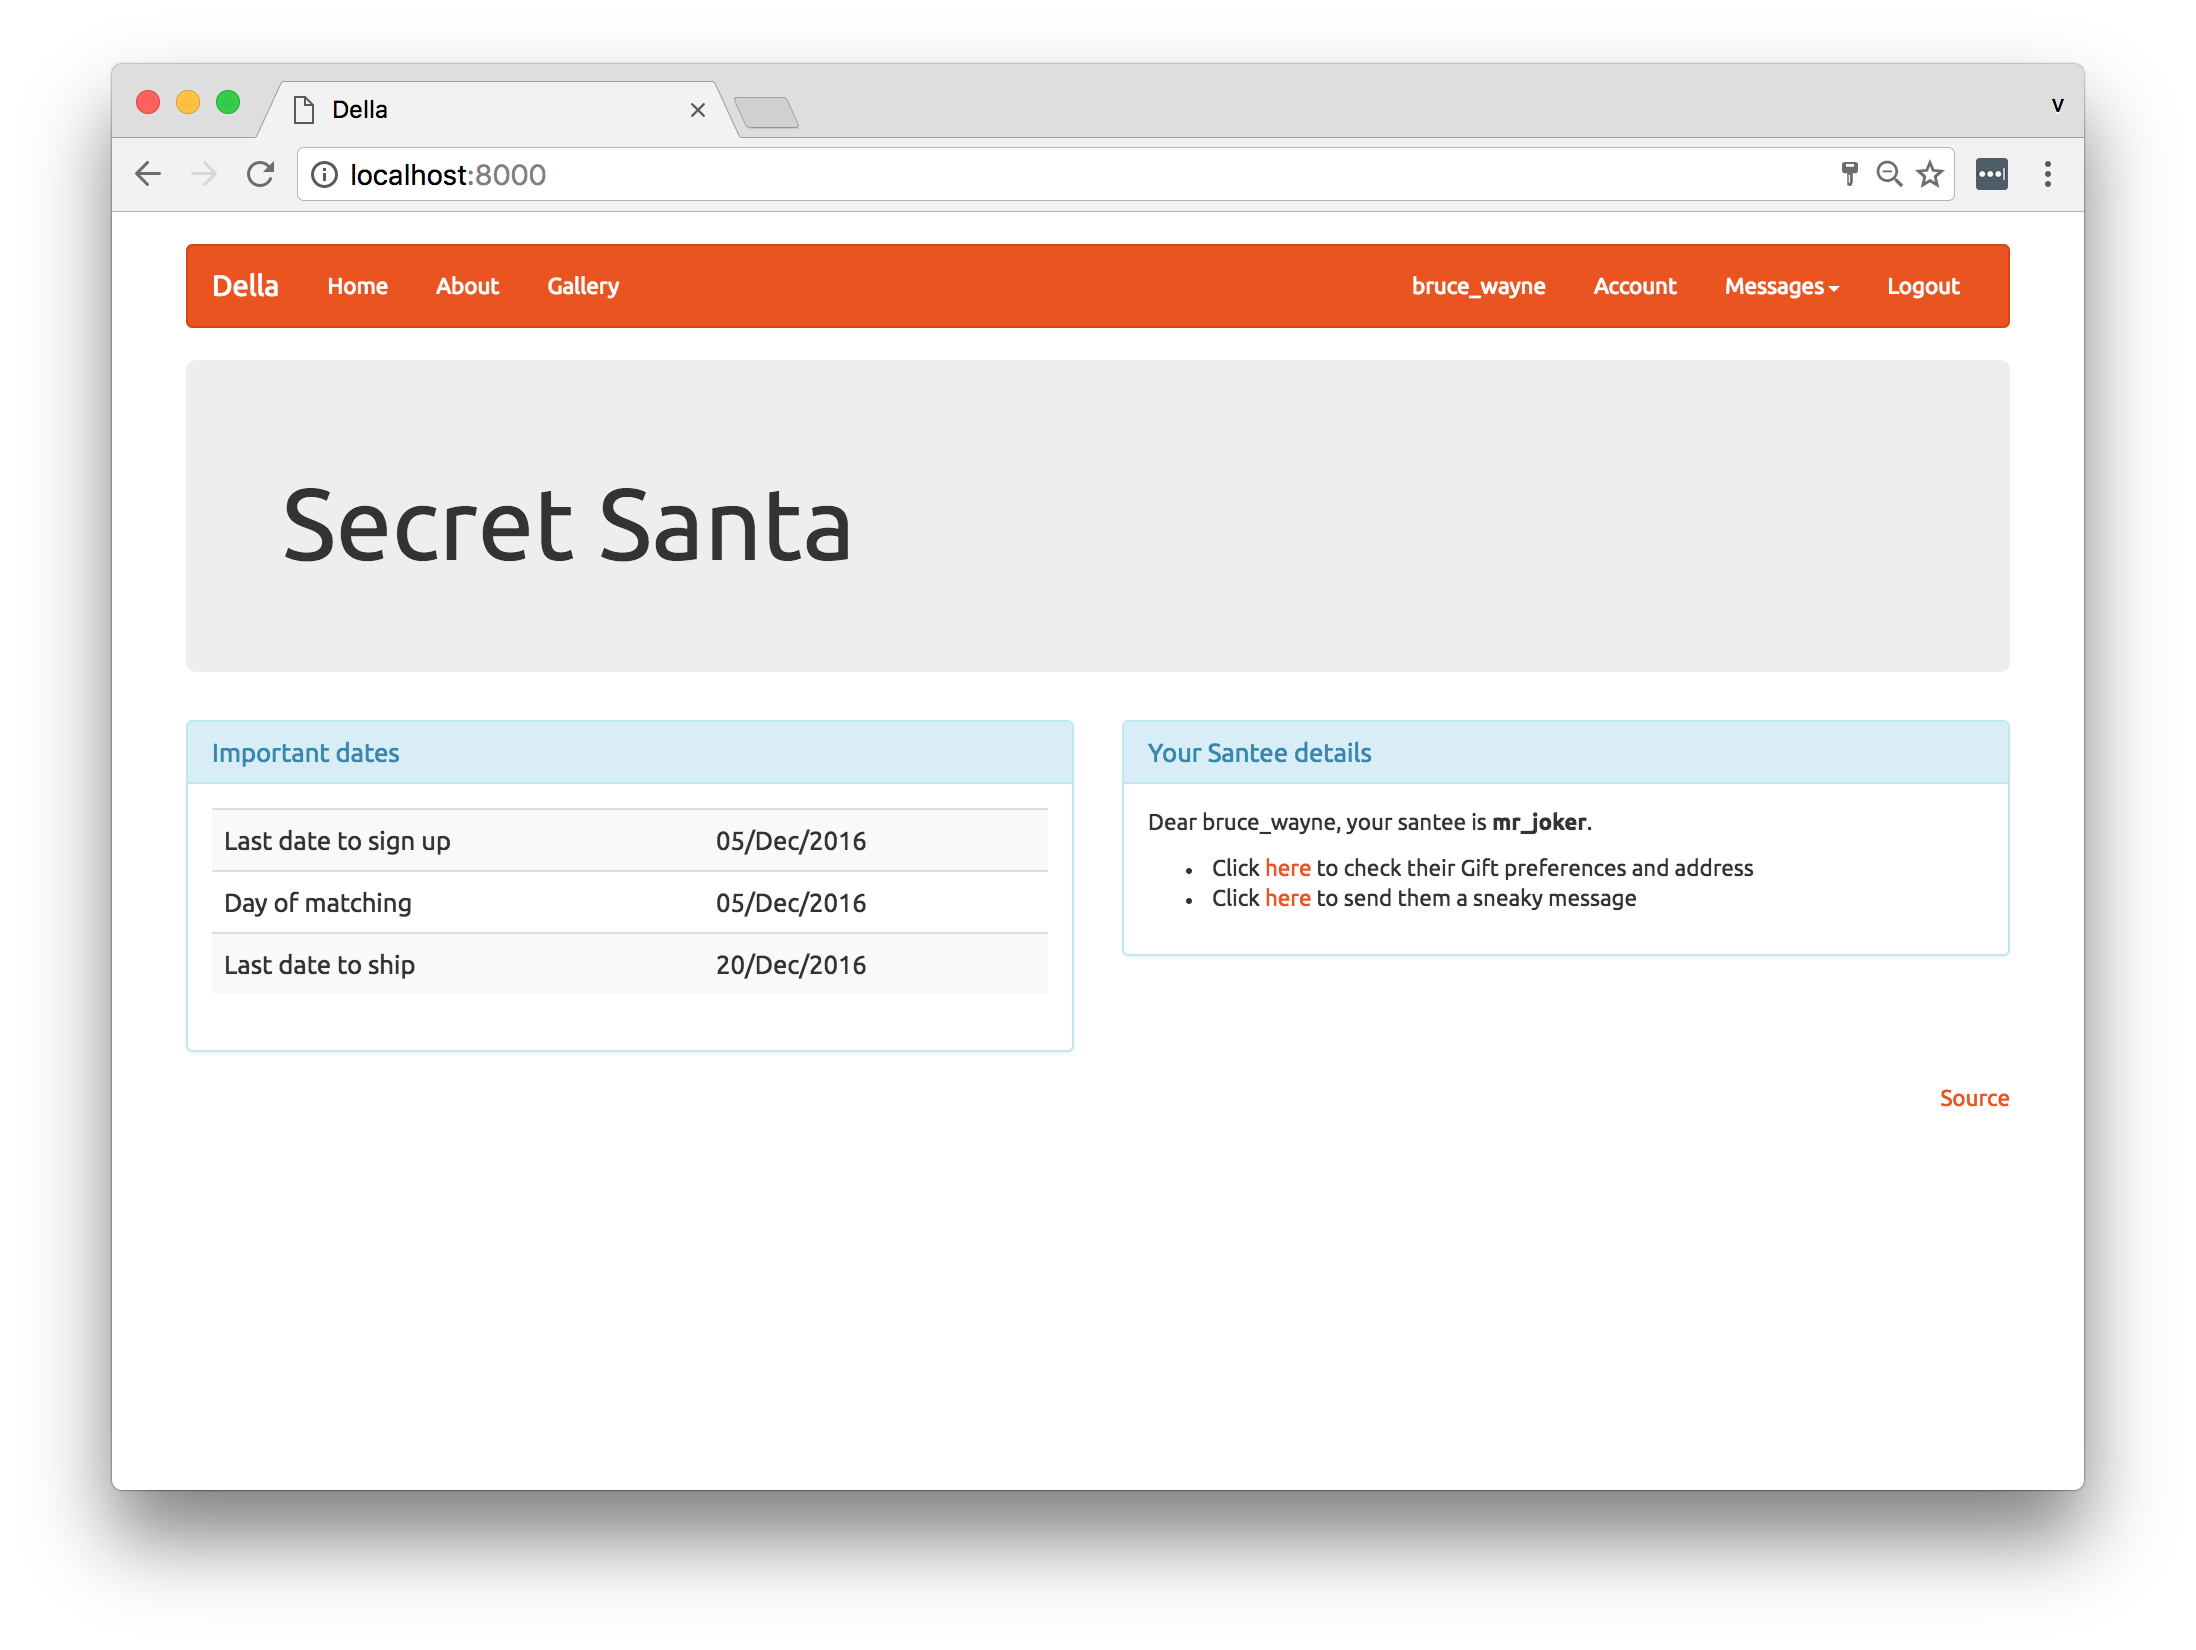 Della
V
localhost:8000
Della Home About Gallery bruce_wayne Account Messages Logout
Secret Santa
Important dates
Last date to sign up 05/Dec/2016
Day of matching 05/Dec/2016
Last date to ship 20/Dec/2016
Your Santee details
Dear bruce_wayne, your santee is mr_joker.
• Click here to check their Gift preferences and address
• Click here to send them a sneaky message
Source